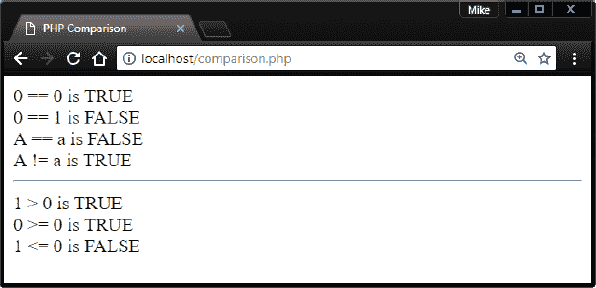 Mike
PHP Comparison
localhost/comparison.php
0 == 0 is TRUE
0 == 1 is FALSE
A == a is FALSE
A != a is TRUE
1 > 0 is TRUE
0 >= 0 is TRUE
1 <= 0 is FALSE